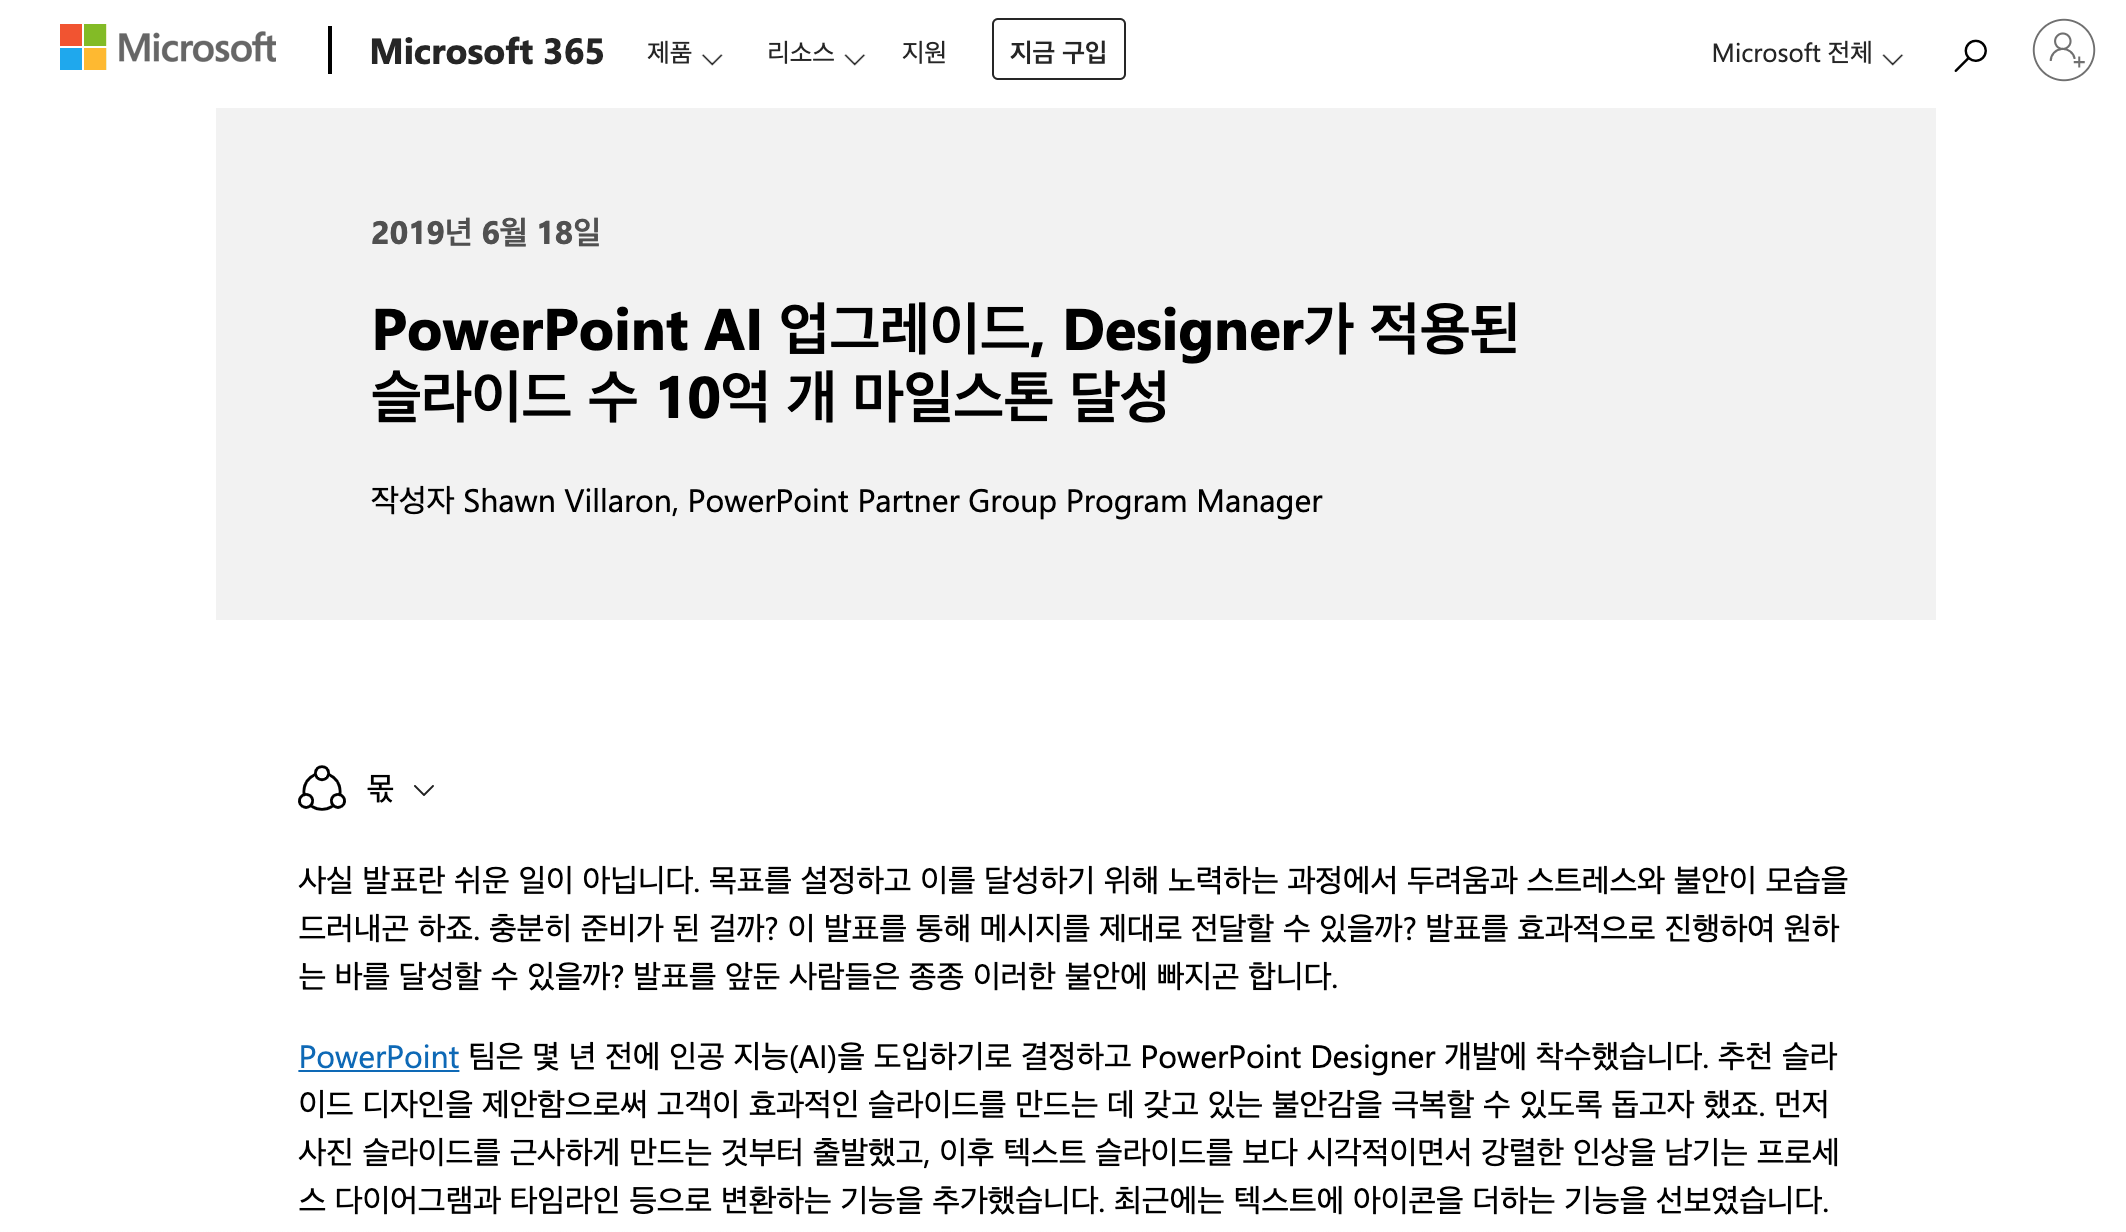 Microsoft
Microsoft 365
제품
리소스
지원
지금 구입
Microsoft 전체
2019년 6월 18일
PowerPoint AI 업그레이드, Designer가 적용된
슬라이드 수 10억 개 마일스톤 달성
작성자 Shawn Villaron, PowerPoint Partner Group Program Manager
몫
사실 발표란 쉬운 일이 아닙니다. 목표를 설정하고 이를 달성하기 위해 노력하는 과정에서 두려움과 스트레스와 불안이 모습을
드러내곤 하죠. 충분히 준비가 된 걸까? 이 발표를 통해 메시지를 제대로 전달할 수 있을까? 발표를 효과적으로 진행하여 원하
는 바를 달성할 수 있을까? 발표를 앞둔 사람들은 종종 이러한 불안에 빠지곤 합니다.
PowerPoint 팀은 몇 년 전에 인공 지능(AI)을 도입하기로 결정하고 PowerPoint Designer 개발에 착수했습니다. 추천 슬라
이드 디자인을 제안함으로써 고객이 효과적인 슬라이드를 만드는 데 갖고 있는 불안감을 극복할 수 있도록 돕고자 했죠. 먼저
사진 슬라이드를 근사하게 만드는 것부터 출발했고, 이후 텍스트 슬라이드를 보다 시각적이면서 강렬한 인상을 남기는 프로세
스 다이어그램과 타임라인 등으로 변환하는 기능을 추가했습니다. 최근에는 텍스트에 아이콘을 더하는 기능을 선보였습니다.